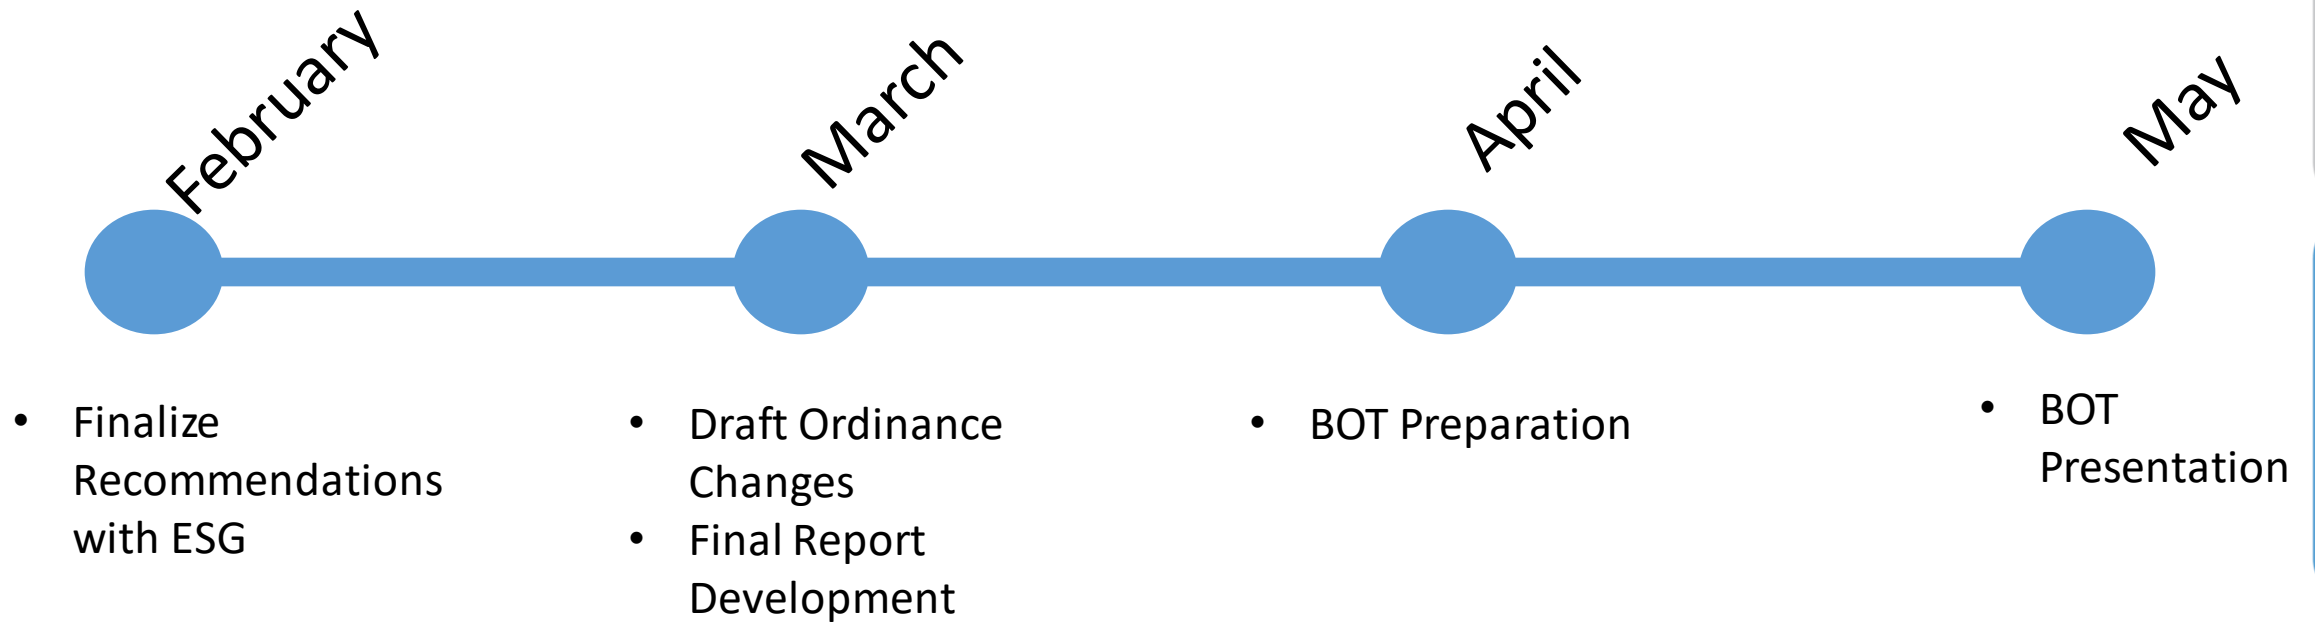 February
March
April
May
• Finalize
Recommendations
with ESG
• Draft Ordinance
Changes
• Final Report
Development
• BOT Preparation
• BOT
Presentation